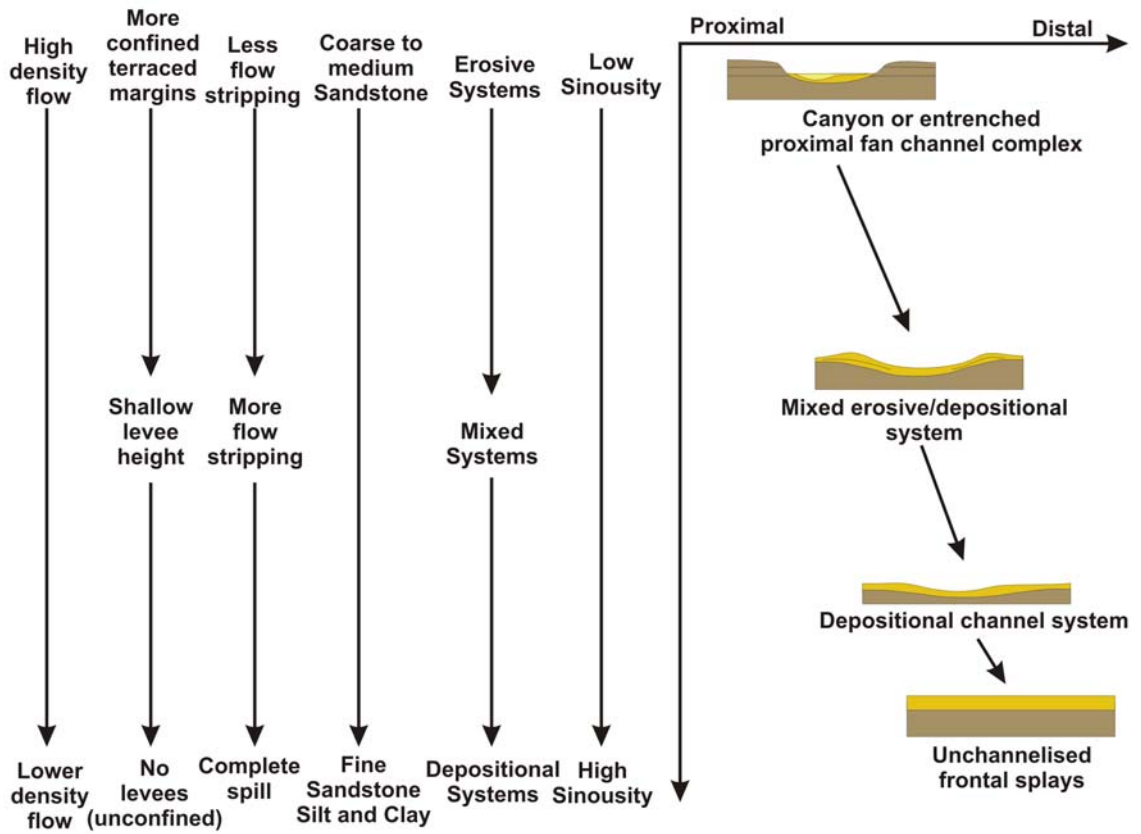 High
density
flow
More
confined
terraced
margins
Less
flow
stripping
Coarse to
medium
Sandstone
Erosive
Systems
Low
Sinousity
Proximal
Distal
Canyon or entrenched
proximal fan channel complex
Shallow
levee
height
More
flow
stripping
Mixed
Systems
Mixed erosive/depositional
system
Depositional channel system
Unchannelised
frontal splays
Lower
density
flow
No
levees
(unconfined)
Complete
spill
Fine
Sandstone
Silt and Clay
Depositional
Systems
High
Sinousity